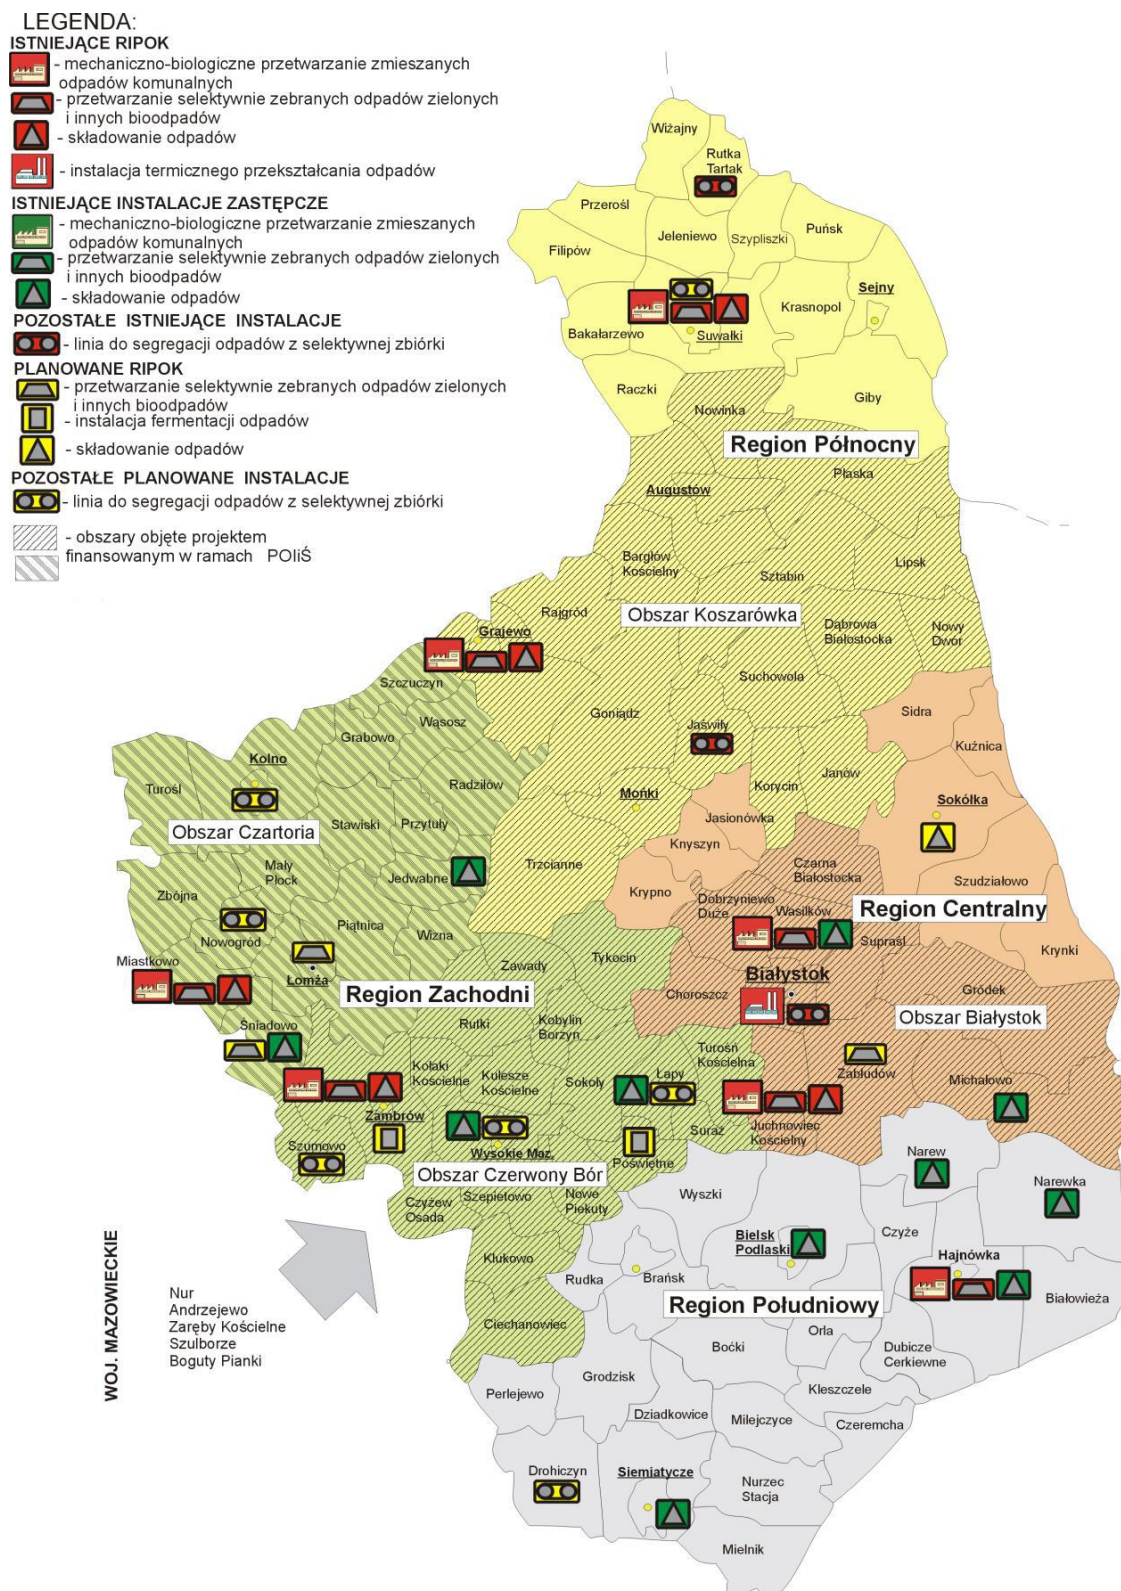 LEGENDA:
ISTNIEJĄCE RIPOK
- mechaniczno-biologiczne przetwarzanie zmieszanych
odpadów komunalnych
- przetwarzanie selektywnie zebranych odpadów zielonych
i innych bioodpadów
- składowanie odpadów
- instalacja termicznego przekształcania odpadów
ISTNIEJĄCE INSTALACJE ZASTĘPCZE
- mechaniczno-biologiczne przetwarzanie zmieszanych
odpadów komunalnych
- przetwarzanie selektywnie zebranych odpadów zielonych
i innych bioodpadów
- składowanie odpadów
POZOSTAŁE ISTNIEJĄCE INSTALACJE
- linia do segregacji odpadów z selektywnej zbiórki
PLANOWANE RIPOK
- przetwarzanie selektywnie zebranych odpadów zielonych
i innych bioodpadów
- instalacja fermentacji odpadów
- składowanie odpadów
POZOSTAŁE PLANOWANE INSTALACJE
- linia do segregacji odpadów z selektywnej zbiórki
- obszary objęte projektem
finansowanym w ramach POIiŚ
Wiżajny
Rutka
Tartak
Przerośl
Filipów
Jeleniewo
Szypliszki
Puńsk
Krasnopol
Sejny
Bakałarzewo
Suwałki
Raczki
Nowinka
Giby
Region Północny
Płaska
Augustów
Bargłów
Kościelny
Sztabin
Lipsk
Rajgród
Obszar Koszarówka
Dąbrowa
Białostocka
Nowy
Dwór
Grajewo
Szczuczyn
Suchowola
Goniądz
Jaświły
Sidra
Kuźnica
Wąsosz
Grabowo
Kolno
Turośl
Radziłów
Korycin
Janów
Mońki
Sokółka
Obszar Czartoria
Stawiski
Przytuły
Jasionówka
Knyszyn
Trzcianne
Czarna
Białostocka
Mały
Płock
Jedwabne
Zbójna
Krypno
Dobrzyniewo
Duże
Wasilków
Szudziałowo
Region Centralny
Piątnica
Nowogród
Wizna
Supraśl
Krynki
Miastkowo
Łomża
Zawady
Tykocin
Białystok
Region Zachodni
Choroszcz
Gródek
Obszar Białystok
Śniadowo
Rutki
Kobylin
Borzyn
Turośń
Kościelna
Kołaki
Kościelne
Kulesze
Kościelne
Sokoły
Łapy
Zabłudów
Michałowo
Zambrów
Suraż
Juchnowiec
Kościelny
Szumowo
Wysokie Maz.
Poświętne
Obszar Czerwony Bór
Narew
Narewka
Czyżew
Osada
Szepietowo
Nowe
Piekuty
Wyszki
Czyże
Bielsk
Podlaski
Klukowo
Hajnówka
Rudka
Brańsk
Białowieża
Region Południowy
Ciechanowiec
Orla
Boćki
Dubicze
Cerkiewne
WOJ. MAZOWIECKIE
Nur
Andrzejewo
Zaręby Kościelne
Szulborze
Boguty Pianki
Grodzisk
Perlejewo
Kleszczele
Dziadkowice
Milejczyce
Czeremcha
Drohiczyn
Siemiatycze
Nurzec
Stacja
Mielnik